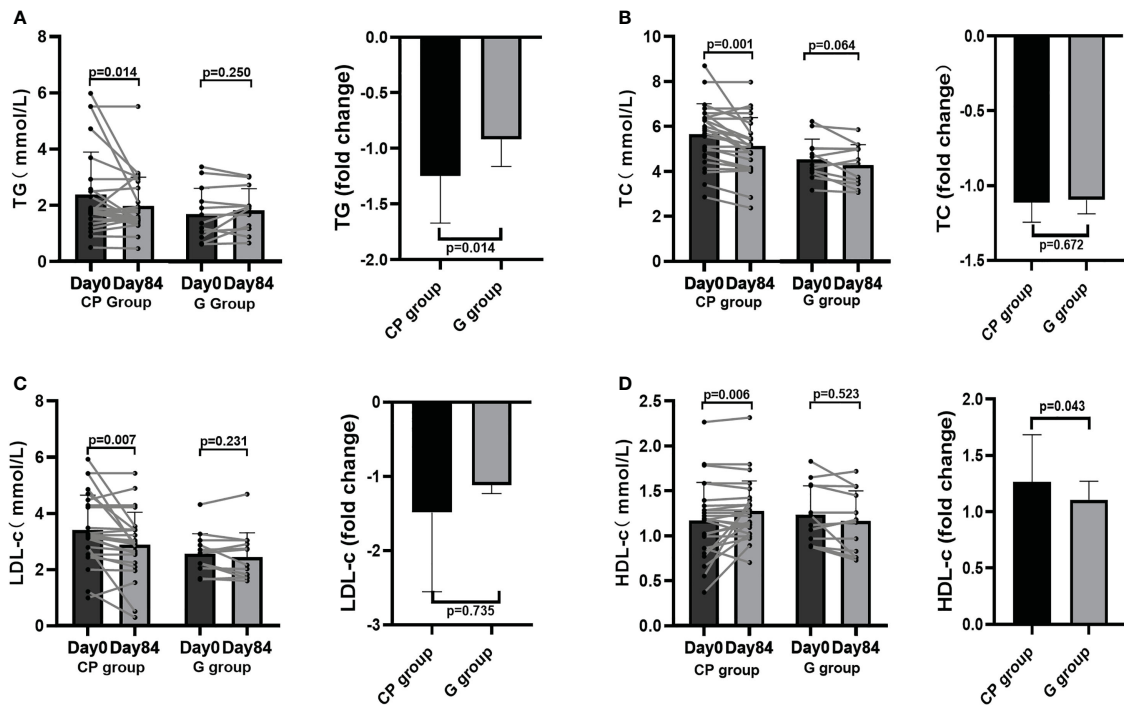 A
TG ( mmol/L)
8
6
4
2
0
p=0.014
p=0.250
Day0 Day84
Day0 Day84
CP Group
G Group
TG (fold change)
0.0
-0.5
-1.0
-1.5
-2.0
p=0.014
CP group
G group
B
TC ( mmol/L)
10
8
6
4
2
0
p=0.001
p=0.064
Day0 Day84
Day0 Day84
CP group
G group
TC (fold change)
0.0
-0.5
-1.0
-1.5
p=0.672
CP group
G group
C
LDL-c ( mmol/L)
8
6
4
2
0
p=0.007
p=0.231
Day0 Day84
Day0 Day84
CP group
G group
LDL-c (fold change)
0
-1
-2
-3
p=0.735
CP group
G group
D
HDL-c ( mmol/L)
2.5
2.0
1.5
1.0
0.5
0.0
p=0.006
p=0.523
Day0 Day84
Day0 Day84
CP group
G group
HDL-c (fold change)
2.0
1.5
1.0
0.5
0.0
p=0.043
CP group
G group